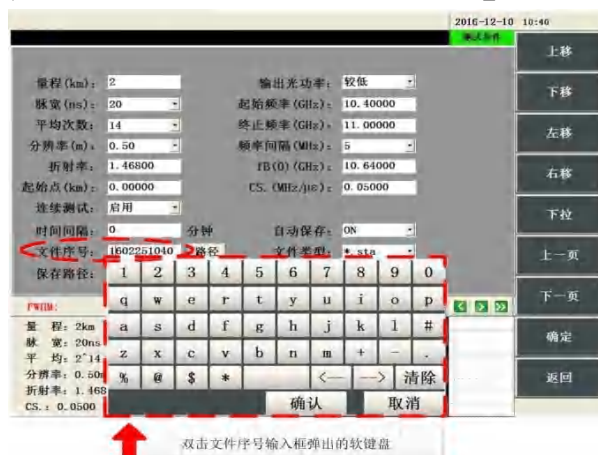 2016-12-10 10:40
测试条件
上移
下移
左移
右移
下拉
上一页
下一页
确定
返回
量程(km): 2 输出光功率: 较低
脉宽(ns): 20 起始频率(GHz): 10.40000
平均次数: 14 终止频率(GHz): 11.00000
分辨率(m): 0.50 频率间隔(MHz): 5
折射率: 1.46800 fB(0)(GHz): 10.64000
起始点(km): 0.00000 CS.(MHz/με): 0.05000
连续测试: 启用
时间间隔: 0 分钟 自动保存: ON
文件序号: 1602251040 路径 文件类型: *.sta
保存路径:
1 2 3 4 5 6 7 8 9 0
q w e r t y u i o p
a s d f g h j k l #
z x c v b n m + - .
% @ $ * <— —> 清除
确认 取消
FWHM:
量 程: 2km
脉 宽: 20ns
平 均: 2^14
分辨率: 0.50m
折射率: 1.468
CS.: 0.0500
双击文件序号输入框弹出的软键盘